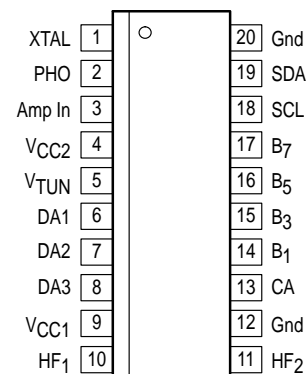 XTAL 1 20 Gnd
PHO 2 19 SDA
Amp In 3 18 SCL
VCC2 4 17 B7
VTUN 5 16 B5
DA1 6 15 B3
DA2 7 14 B1
DA3 8 13 CA
VCC1 9 12 Gnd
HF1 10 11 HF2